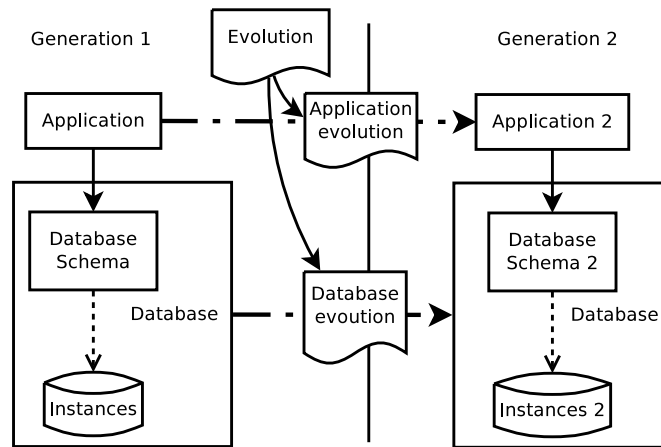 Generation 1
Evolution
Generation 2
Application
Application
evolution
Application 2
Database
Schema
Database
Database
evoution
Database
Schema 2
Database
Instances
Instances 2